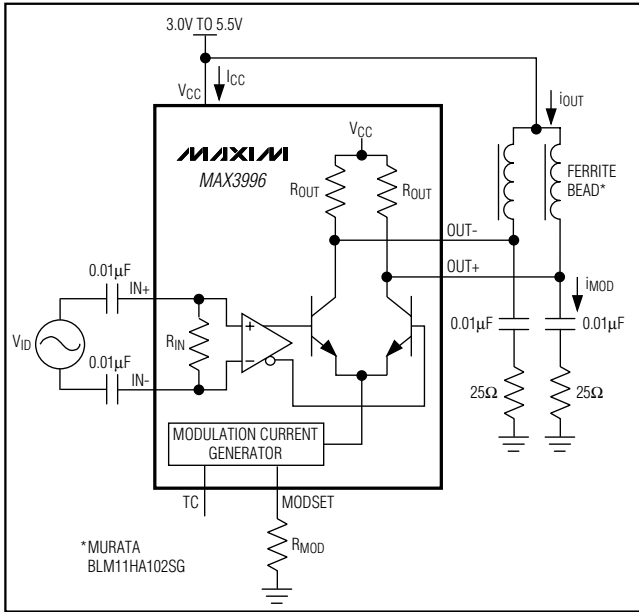 3.0V TO 5.5V
VCC
ICC
iOUT
VCC
MAXIM
MAX3996
ROUT
ROUT
FERRITE
BEAD*
OUT-
OUT+
0.01µF
IN+
iMOD
0.01µF
0.01µF
VID
RIN
+
−
0.01µF
IN-
25Ω
25Ω
MODULATION CURRENT
GENERATOR
TC
MODSET
RMOD
*MURATA
BLM11HA102SG